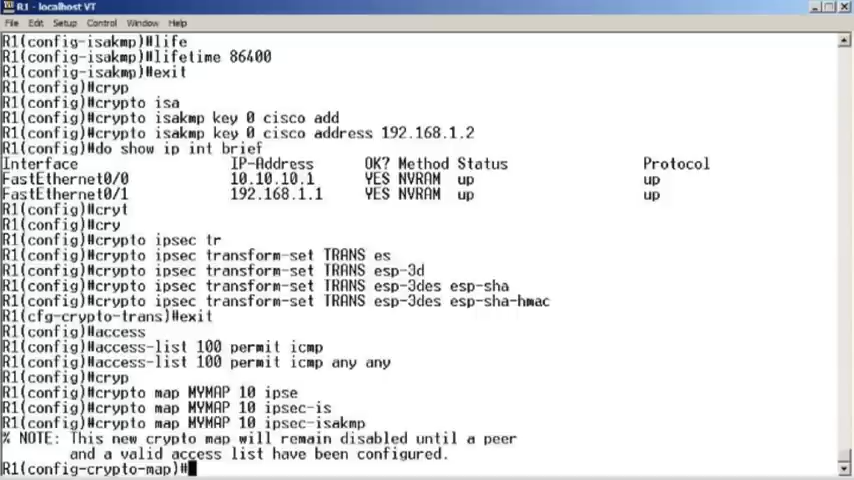 R1 - localhost VT
File Edit Setup Control Window Help
R1(config-isakmp)#life
R1(config-isakmp)#lifetime 86400
R1(config-isakmp)#exit
R1(config)#cryp
R1(config)#crypto isa
R1(config)#crypto isakmp key 0 cisco add
R1(config)#crypto isakmp key 0 cisco address 192.168.1.2
R1(config)#do show ip int brief
Interface IP-Address OK? Method Status Protocol
FastEthernet0/0 10.10.10.1 YES NVRAM up up
FastEthernet0/1 192.168.1.1 YES NVRAM up up
R1(config)#cryt
R1(config)#cry
R1(config)#crypto ipsec tr
R1(config)#crypto ipsec transform-set TRANS es
R1(config)#crypto ipsec transform-set TRANS esp-3d
R1(config)#crypto ipsec transform-set TRANS esp-3des esp-sha
R1(config)#crypto ipsec transform-set TRANS esp-3des esp-sha-hmac
R1(cfg-crypto-trans)#exit
R1(config)#access
R1(config)#access-list 100 permit icmp
R1(config)#access-list 100 permit icmp any any
R1(config)#cryp
R1(config)#crypto map MYMAP 10 ipse
R1(config)#crypto map MYMAP 10 ipsec-is
R1(config)#crypto map MYMAP 10 ipsec-isakmp
% NOTE: This new crypto map will remain disabled until a peer
and a valid access list have been configured.
R1(config-crypto-map)#